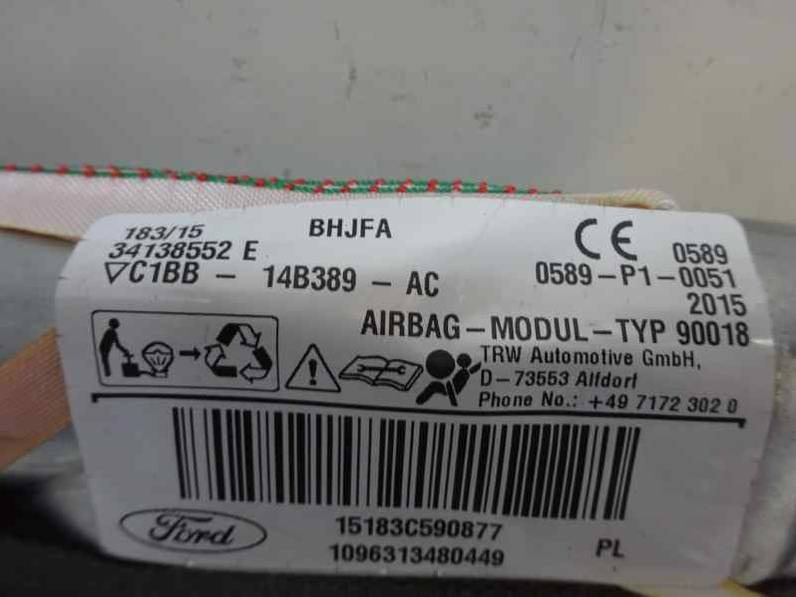 183/15
BHJFA
34138552 E
▽C1BB - 14B389 - AC
CE 0589
0589-P1-0051
2015
AIRBAG-MODUL-TYP 90018
TRW Automotive GmbH,
D-73553 Alfdorf
Phone No.: +49 7172 302 0
Ford
15183C590877
1096313480449
PL